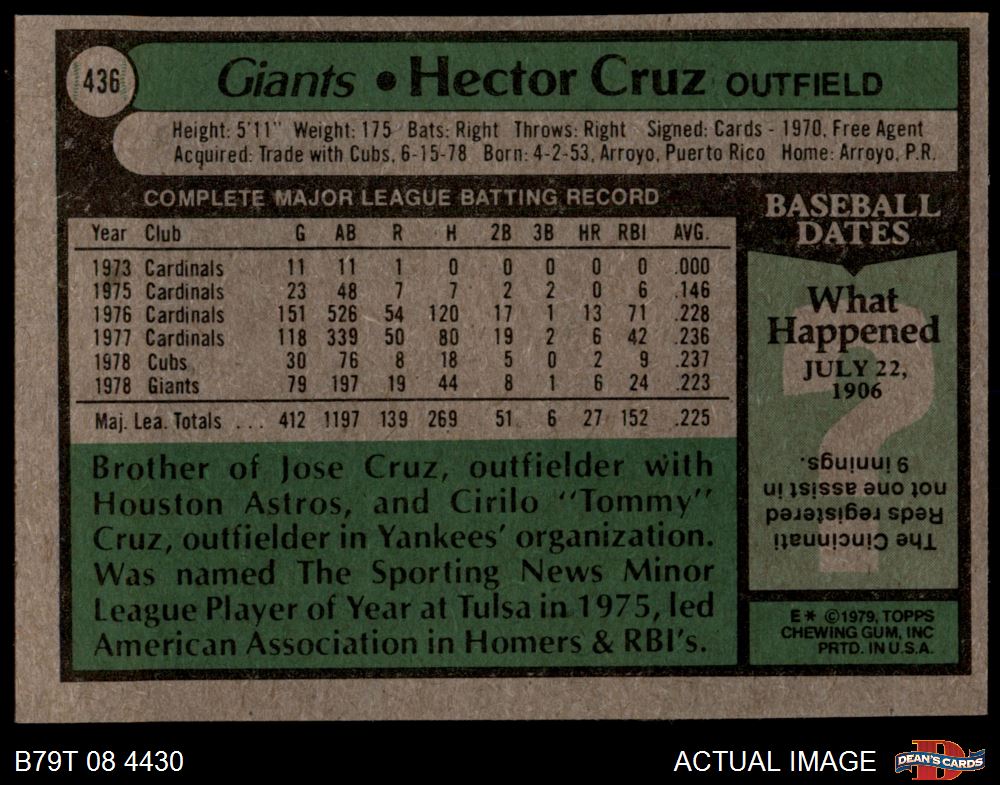 436
Giants • Hector Cruz OUTFIELD
Height: 5'11" Weight: 175 Bats: Right Throws: Right Signed: Cards - 1970, Free Agent
Acquired: Trade with Cubs, 6-15-78 Born: 4-2-53, Arroyo, Puerto Rico Home: Arroyo, P.R.
COMPLETE MAJOR LEAGUE BATTING RECORD
Year Club G AB R H 2B 3B HR RBI AVG.
1973 Cardinals 11 11 1 0 0 0 0 0 .000
1975 Cardinals 23 48 7 7 2 2 0 6 .146
1976 Cardinals 151 526 54 120 17 1 13 71 .228
1977 Cardinals 118 339 50 80 19 2 6 42 .236
1978 Cubs 30 76 8 18 5 0 2 9 .237
1978 Giants 79 197 19 44 8 1 6 24 .223
Maj. Lea. Totals ... 412 1197 139 269 51 6 27 152 .225
Brother of Jose Cruz, outfielder with
Houston Astros, and Cirilo "Tommy"
Cruz, outfielder in Yankees' organization.
Was named The Sporting News Minor
League Player of Year at Tulsa in 1975, led
American Association in Homers & RBI's.
BASEBALL
DATES
What
Happened
JULY 22,
1906
?
The Cincinnati
Reds registered
not one assist in
9 innings.
E* ©1979, TOPPS
CHEWING GUM, INC
PRTD. IN U.S.A.
B79T 08 4430
ACTUAL IMAGE
D
DEAN'S CARDS